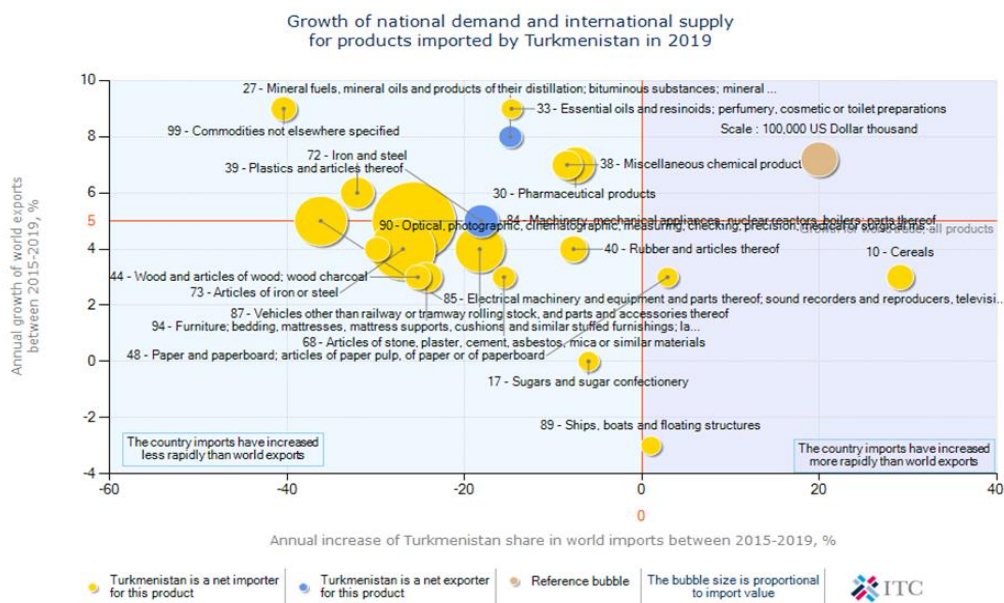 Growth of national demand and international supply
for products imported by Turkmenistan in 2019
10
8
6
5
4
2
0
-2
-4
Annual growth of world exports
between 2015-2019, %
27 - Mineral fuels, mineral oils and products of their distillation; bituminous substances; mineral ...
33 - Essential oils and resinoids; perfumery, cosmetic or toilet preparations
99 - Commodities not elsewhere specified
Scale : 100,000 US Dollar thousand
72 - Iron and steel
39 - Plastics and articles thereof
38 - Miscellaneous chemical product
30 - Pharmaceutical products
84 - Machinery, mechanical appliances, nuclear reactors, boilers; parts thereof
90 - Optical, photographic, cinematographic, measuring, checking, precision, medical or surgical
all products
40 - Rubber and articles thereof
10 - Cereals
44 - Wood and articles of wood; wood charcoal
73 - Articles of iron or steel
85 - Electrical machinery and equipment and parts thereof; sound recorders and reproducers, televisi...
87 - Vehicles other than railway or tramway rolling stock, and parts and accessories thereof
94 - Furniture; bedding, mattresses, mattress supports, cushions and similar stuffed furnishings; la...
68 - Articles of stone, plaster, cement, asbestos, mica or similar materials
48 - Paper and paperboard; articles of paper pulp, of paper or of paperboard
17 - Sugars and sugar confectionery
89 - Ships, boats and floating structures
The country imports have increased
less rapidly than world exports
The country imports have increased
more rapidly than world exports
-60
-40
-20
0
20
40
0
Annual increase of Turkmenistan share in world imports between 2015-2019, %
Turkmenistan is a net importer
for this product
Turkmenistan is a net exporter
for this product
Reference bubble
The bubble size is proportional
to import value
ITC